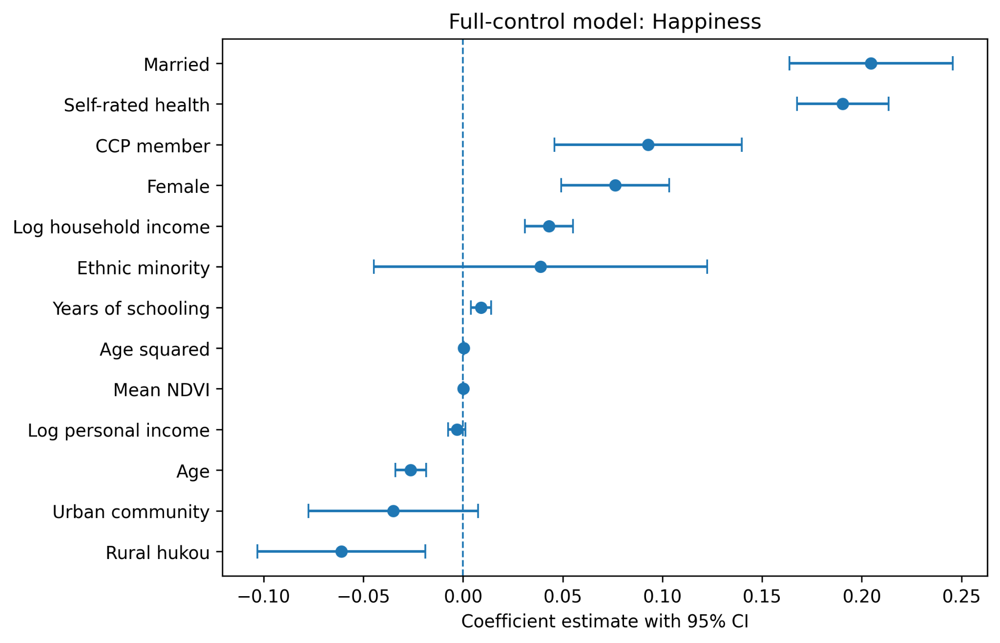 Full-control model: Happiness
Married
Self-rated health
CCP member
Female
Log household income
Ethnic minority
Years of schooling
Age squared
Mean NDVI
Log personal income
Age
Urban community
Rural hukou
−0.10 −0.05 0.00 0.05 0.10 0.15 0.20 0.25
Coefficient estimate with 95% CI